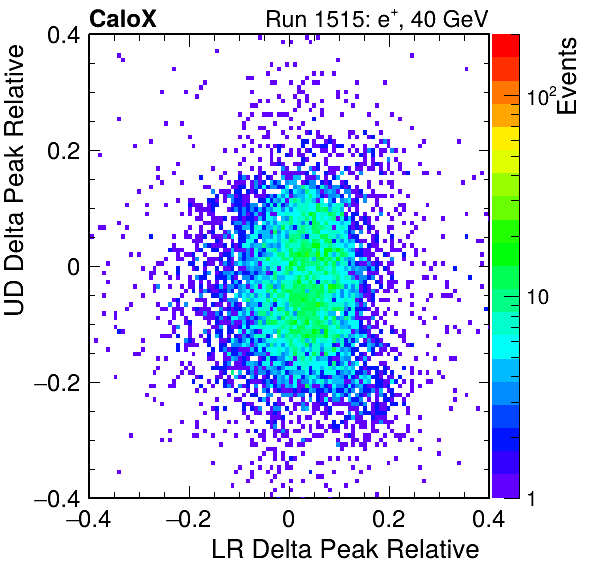 CaloX Run 1515: e⁺, 40 GeV
UD Delta Peak Relative
0.4
0.2
0
−0.2
−0.4
−0.4 −0.2 0 0.2 0.4
LR Delta Peak Relative
Events
10²
10
1